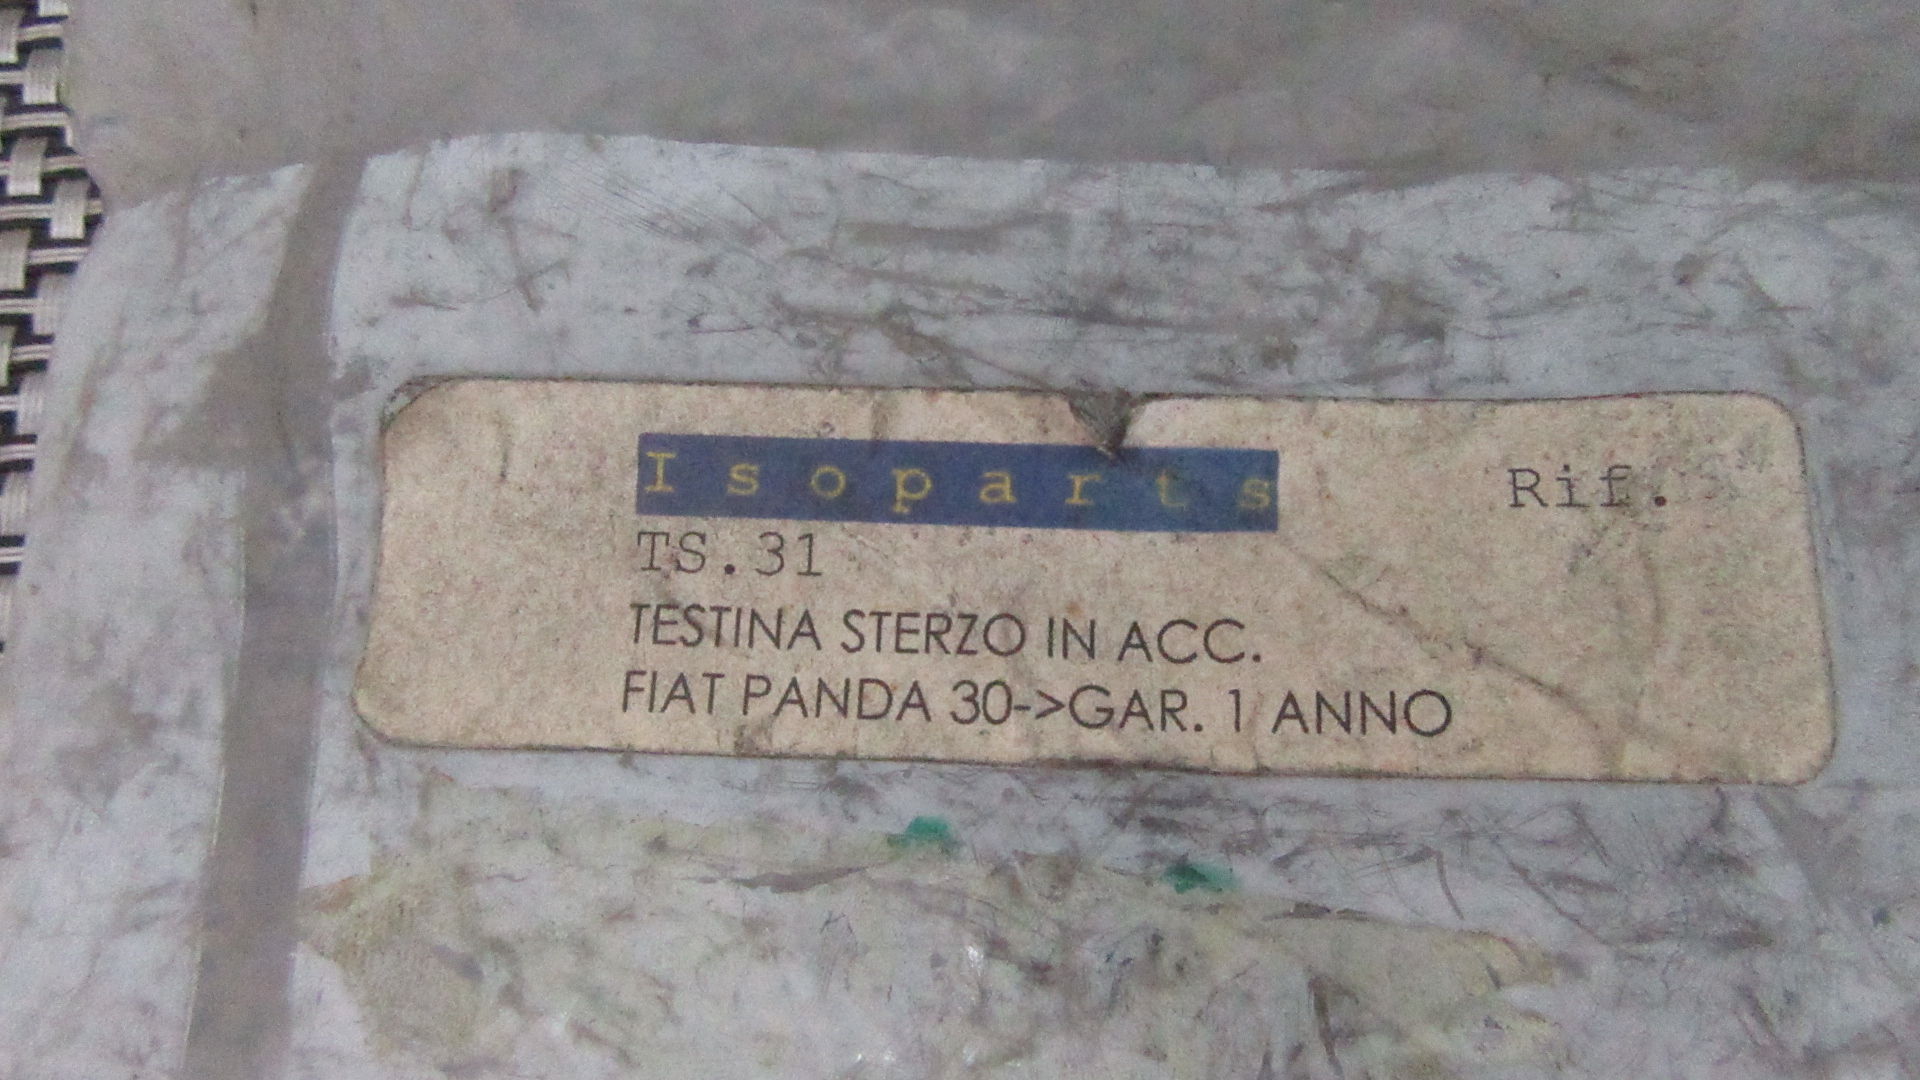 Isoparts Rif.
TS.31
TESTINA STERZO IN ACC.
FIAT PANDA 30->GAR. 1 ANNO